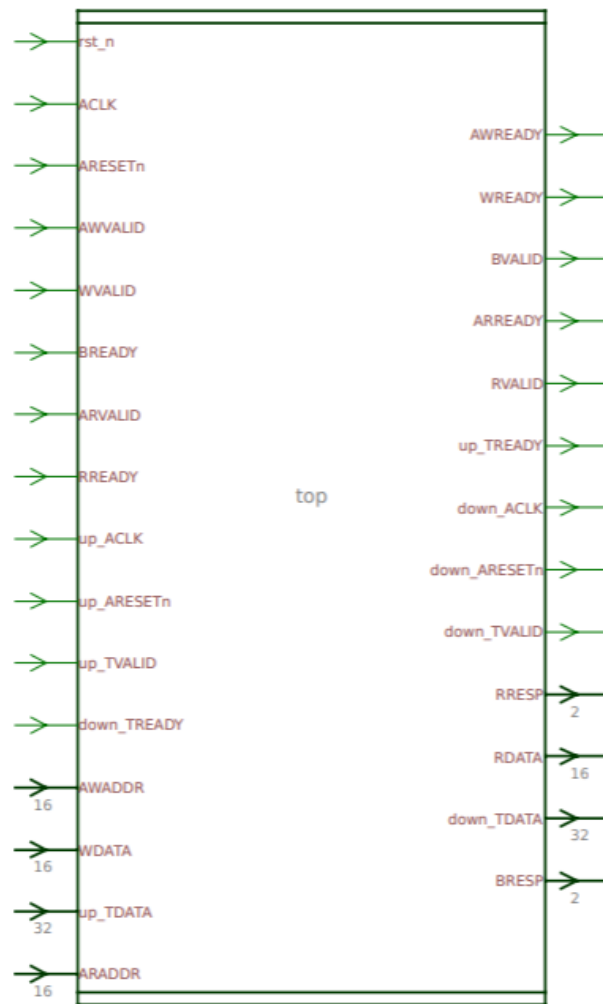 rst_n
ACLK
ARESETn
AWVALID
WVALID
BREADY
ARVALID
RREADY
up_ACLK
up_ARESETn
up_TVALID
down_TREADY
AWADDR
16
WDATA
16
up_TDATA
32
ARADDR
16
top
AWREADY
WREADY
BVALID
ARREADY
RVALID
up_TREADY
down_ACLK
down_ARESETn
down_TVALID
RRESP
2
RDATA
16
down_TDATA
32
BRESP
2